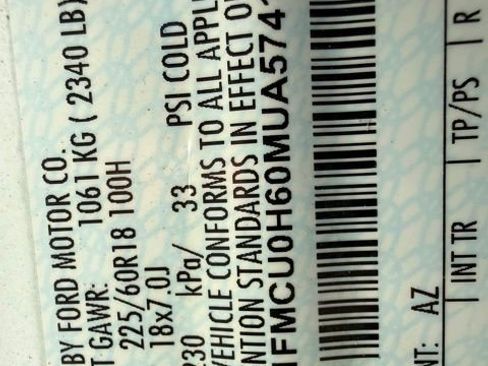 BY FORD MOTOR CO.
T GAWR: 1061 KG ( 2340 LB)
225/60R18 100H
18x7.0J
230 kPa/ 33 PSI COLD
VEHICLE CONFORMS TO ALL APPL
NTION STANDARDS IN EFFECT O
1FMCU0H60MUA574
NT: AZ
INT TR TP/PS R